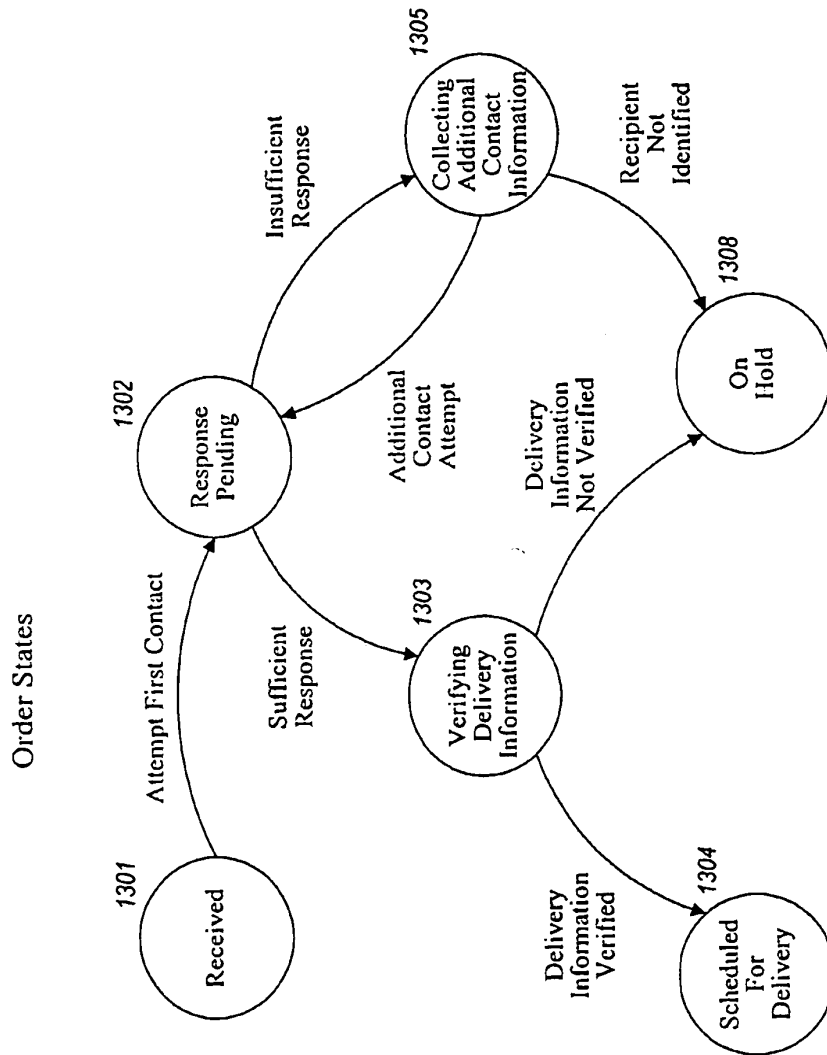 Order States
1301
Received
Attempt First Contact
1302
Response
Pending
Insufficient
Response
1305
Collecting
Additional
Contact
Information
Sufficient
Response
Additional
Contact
Attempt
1303
Verifying
Delivery
Information
Recipient
Not
Identified
Delivery
Information
Verified
Delivery
Information
Not Verified
1304
Scheduled
For
Delivery
1308
On
Hold